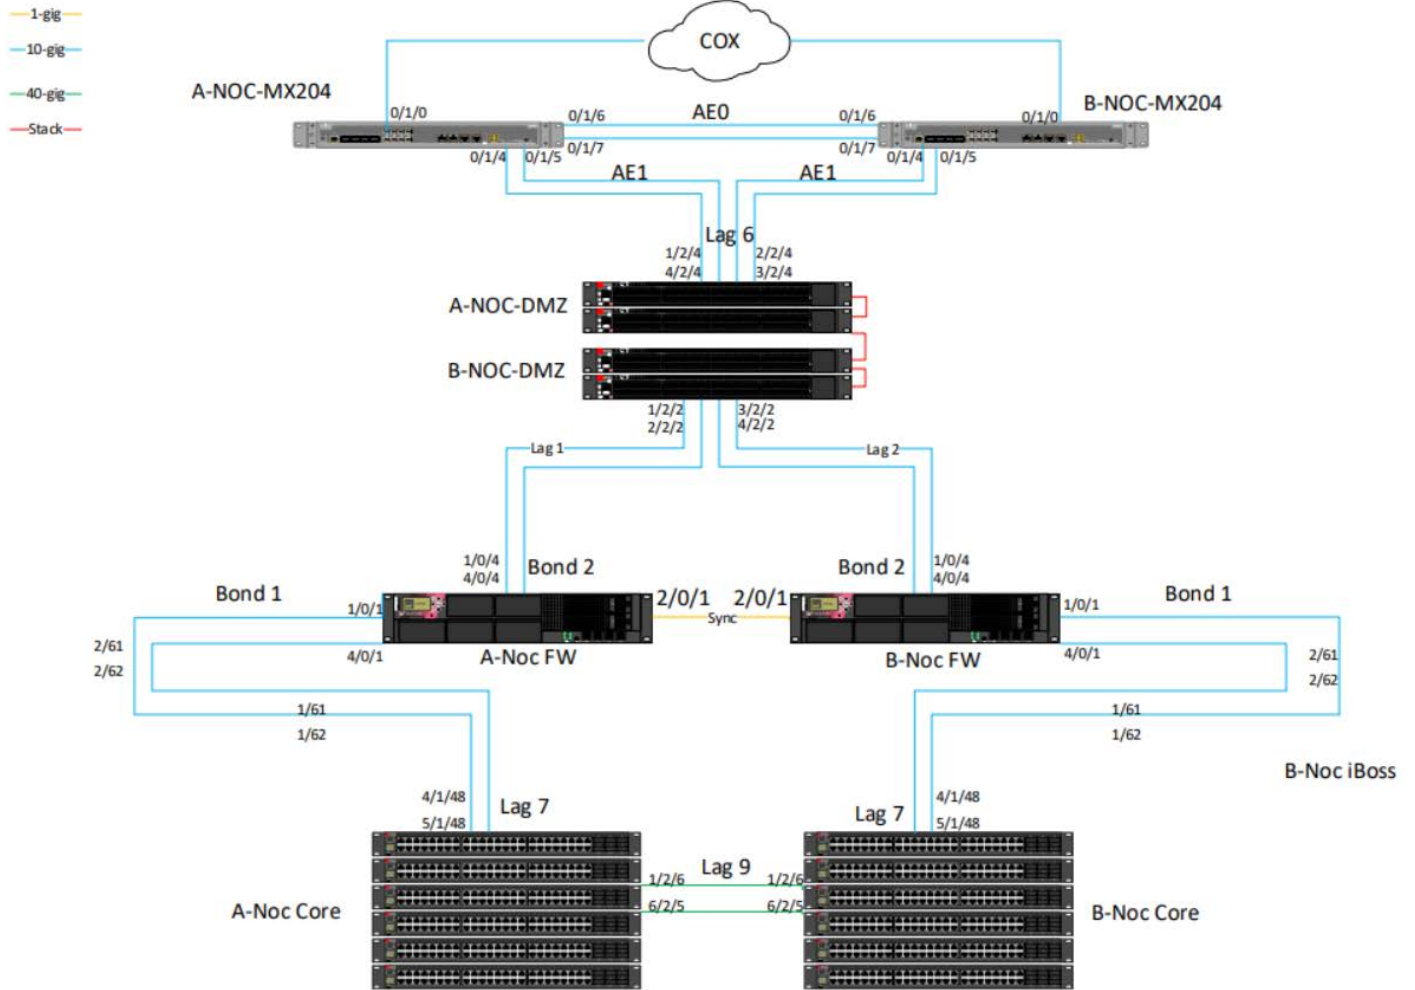 1-gig
10-gig
40-gig
Stack
COX
A-NOC-MX204
B-NOC-MX204
0/1/0
0/1/0
0/1/6
AE0
0/1/6
0/1/7
0/1/7
0/1/4
0/1/5
0/1/4
0/1/5
AE1
AE1
Lag 6
1/2/4
2/2/4
4/2/4
3/2/4
A-NOC-DMZ
B-NOC-DMZ
1/2/2
3/2/2
2/2/2
4/2/2
Lag 1
Lag 2
1/0/4
Bond 2
Bond 2
1/0/4
4/0/4
4/0/4
Bond 1
Bond 1
1/0/1
2/0/1
2/0/1
1/0/1
Sync
2/61
4/0/1
A-Noc FW
B-Noc FW
4/0/1
2/61
2/62
2/62
1/61
1/61
1/62
1/62
B-Noc iBoss
4/1/48
Lag 7
Lag 7
4/1/48
5/1/48
5/1/48
Lag 9
1/2/6
1/2/6
A-Noc Core
6/2/5
6/2/5
B-Noc Core